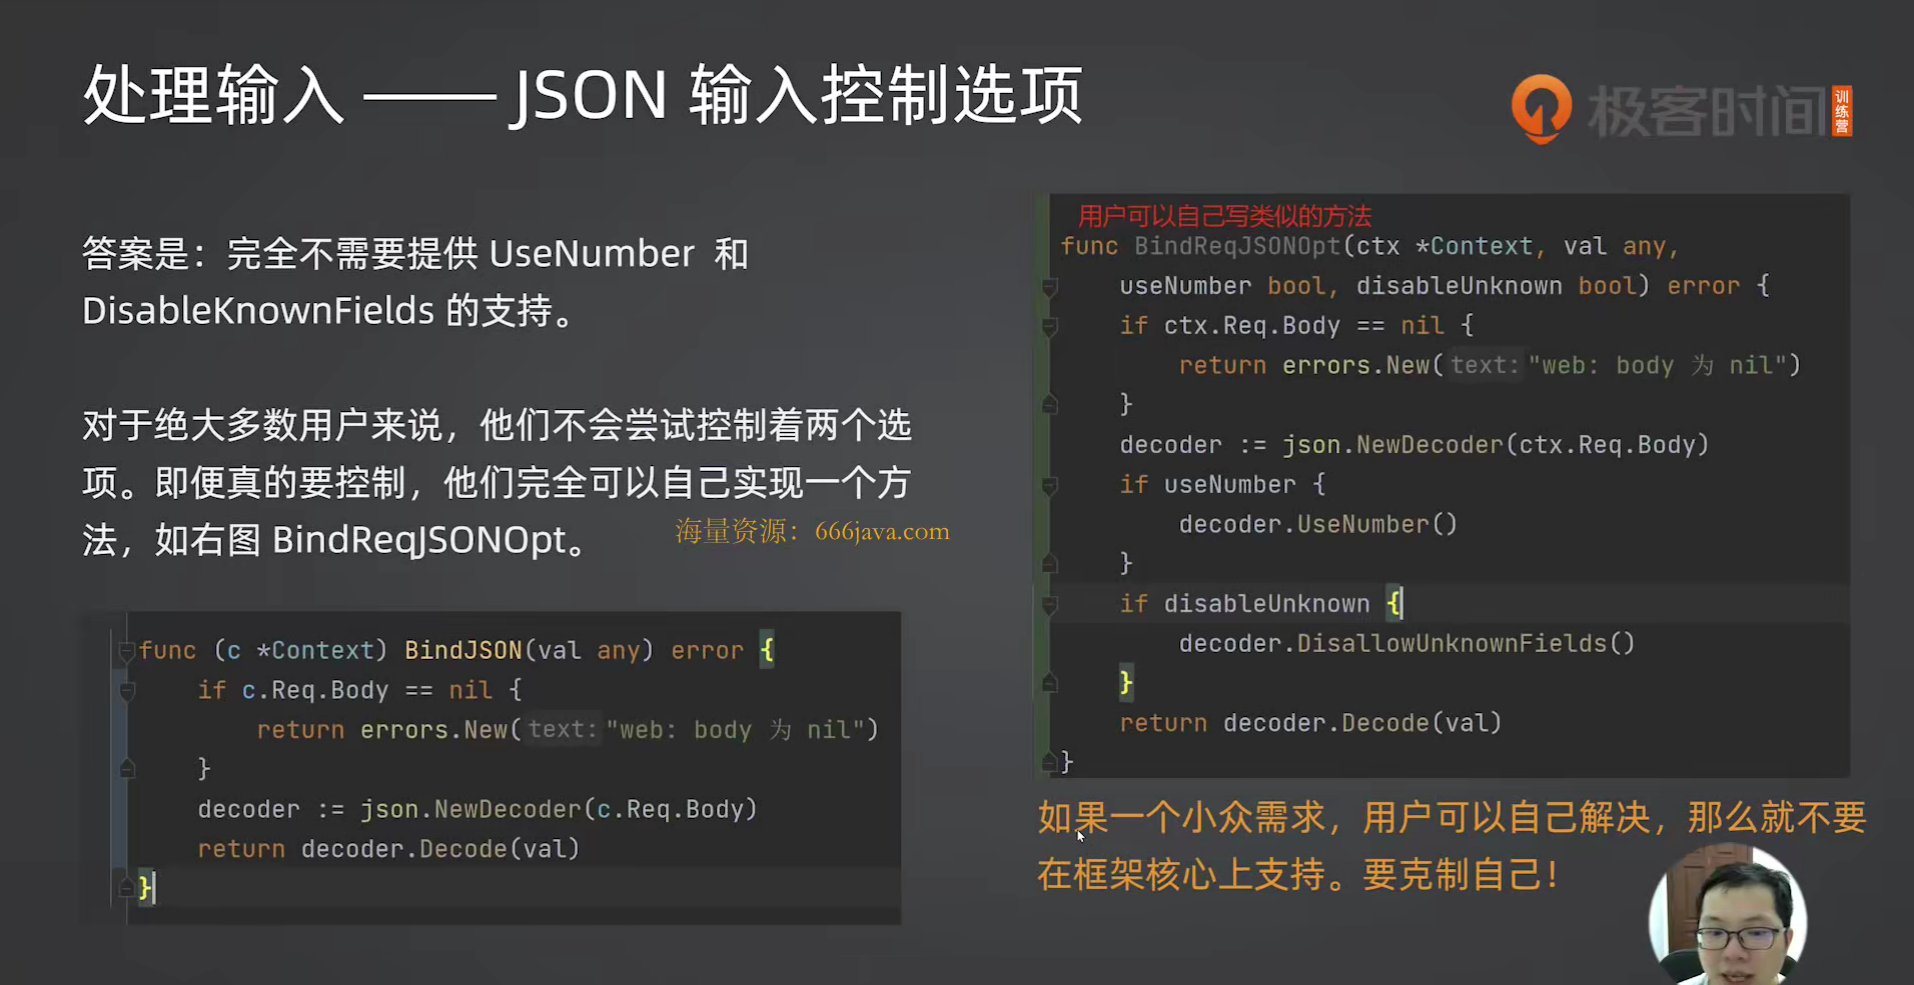 处理输入 —— JSON 输入控制选项
极客时间
训练营
答案是：完全不需要提供 UseNumber 和
DisableKnownFields 的支持。
对于绝大多数用户来说，他们不会尝试控制着两个选
项。即便真的要控制，他们完全可以自己实现一个方
法，如右图 BindReqJSONOpt。
海量资源：666java.com
func (c *Context) BindJSON(val any) error {
if c.Req.Body == nil {
return errors.New( text: "web: body 为 nil")
}
decoder := json.NewDecoder(c.Req.Body)
return decoder.Decode(val)
}
用户可以自己写类似的方法
func BindReqJSONOpt(ctx *Context, val any,
useNumber bool, disableUnknown bool) error {
if ctx.Req.Body == nil {
return errors.New( text: "web: body 为 nil")
}
decoder := json.NewDecoder(ctx.Req.Body)
if useNumber {
decoder.UseNumber()
}
if disableUnknown {
decoder.DisallowUnknownFields()
}
return decoder.Decode(val)
}
如果一个小众需求，用户可以自己解决，那么就不要
在框架核心上支持。要克制自己！